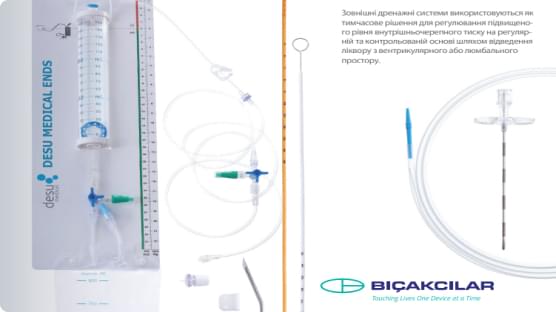 Зовнішні дренажні системи використовуються як
тимчасове рішення для регулювання підвищено-
го рівня внутрішньочерепного тиску на регуляр-
ній та контрольованій основі шляхом відведення
ліквору з вентрикулярного або люмбального
простору.
DESU MEDICAL ENDS
desu
medical
BIÇAKCILAR
Touching Lives One Device at a Time